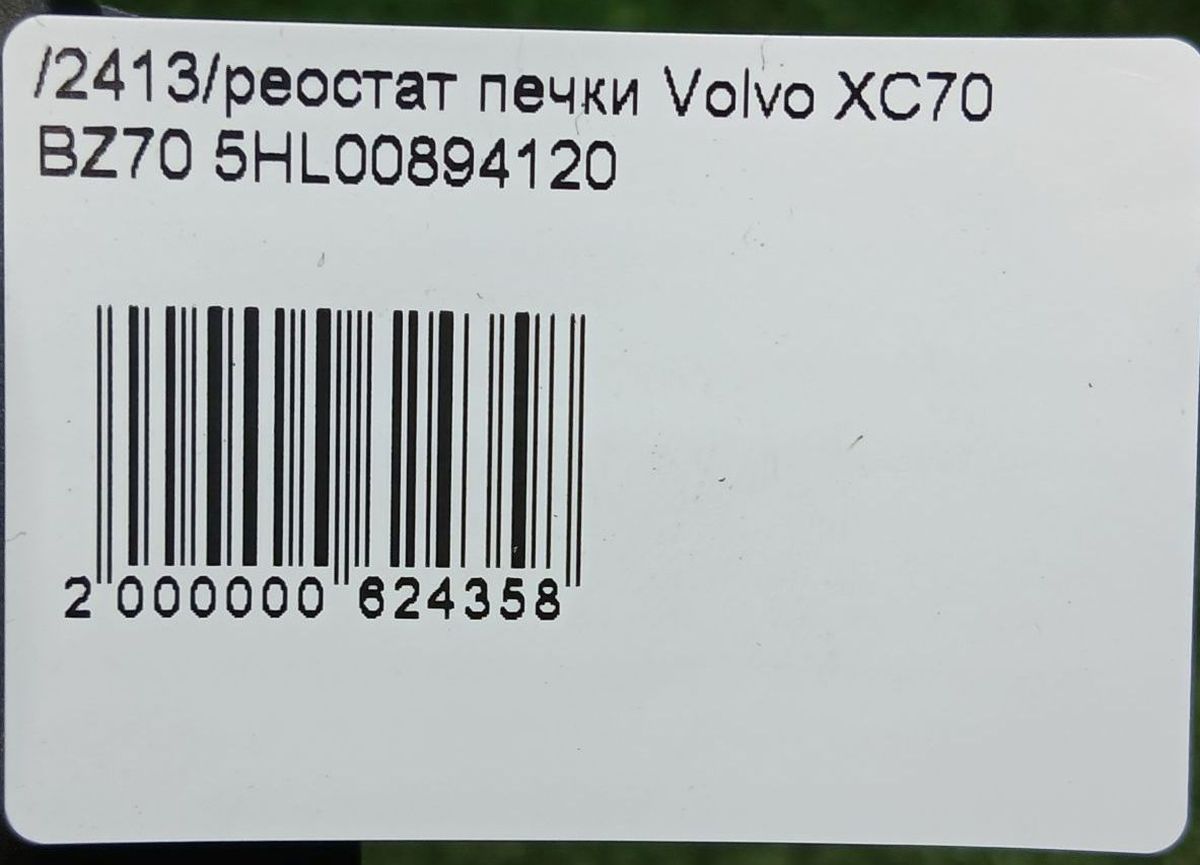 /2413/реостат печки Volvo XC70
BZ70 5HL00894120
2 000000 624358